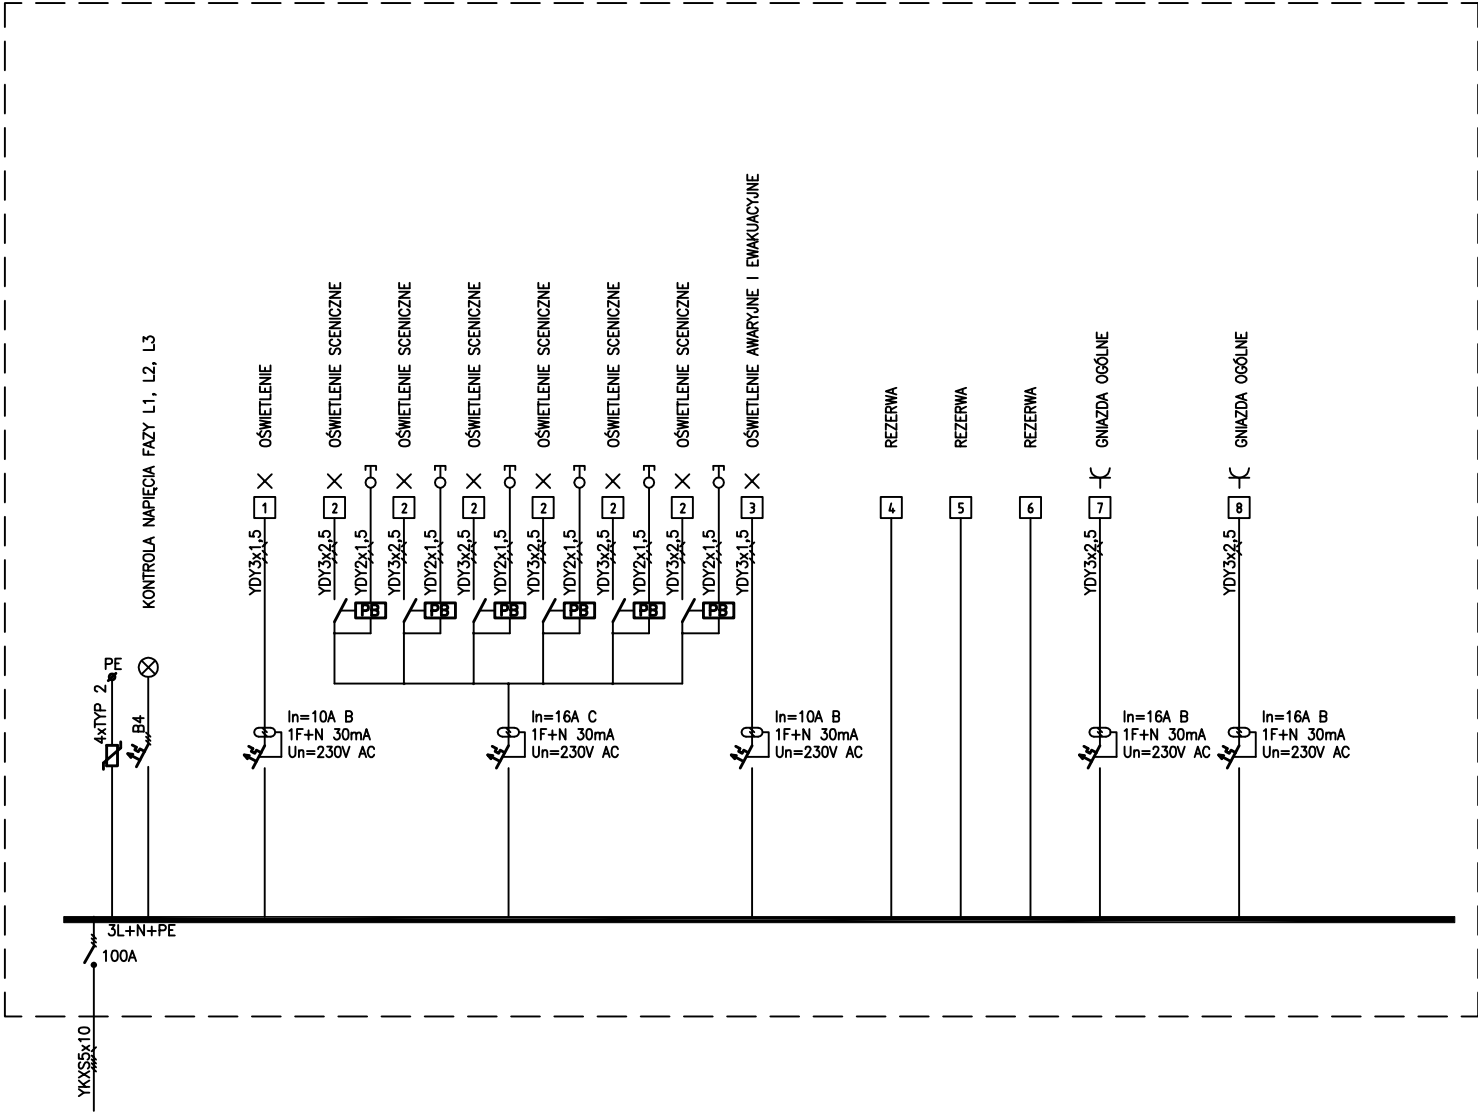 KONTROLA NAPIĘCIA FAZY L1, L2, L3
OŚWIETLENIE
OŚWIETLENIE SCENICZNE
OŚWIETLENIE SCENICZNE
OŚWIETLENIE SCENICZNE
OŚWIETLENIE SCENICZNE
OŚWIETLENIE SCENICZNE
OŚWIETLENIE SCENICZNE
OŚWIETLENIE AWARYJNE I EWAKUACYJNE
REZERWA
REZERWA
REZERWA
GNIAZDA OGÓLNE
GNIAZDA OGÓLNE
1
2
2
2
2
2
2
3
4
5
6
7
8
YDY3x1,5
YDY3x2,5
YDY2x1,5
YDY3x2,5
YDY2x1,5
YDY3x2,5
YDY2x1,5
YDY3x2,5
YDY2x1,5
YDY3x2,5
YDY2x1,5
YDY3x2,5
YDY2x1,5
YDY3x1,5
YDY3x2,5
YDY3x2,5
PB
PB
PB
PB
PB
PB
PE
4xTYP 2
B4
In=10A B
1F+N 30mA
Un=230V AC
In=16A C
1F+N 30mA
Un=230V AC
In=10A B
1F+N 30mA
Un=230V AC
In=16A B
1F+N 30mA
Un=230V AC
In=16A B
1F+N 30mA
Un=230V AC
3L+N+PE
100A
YKXS5x10